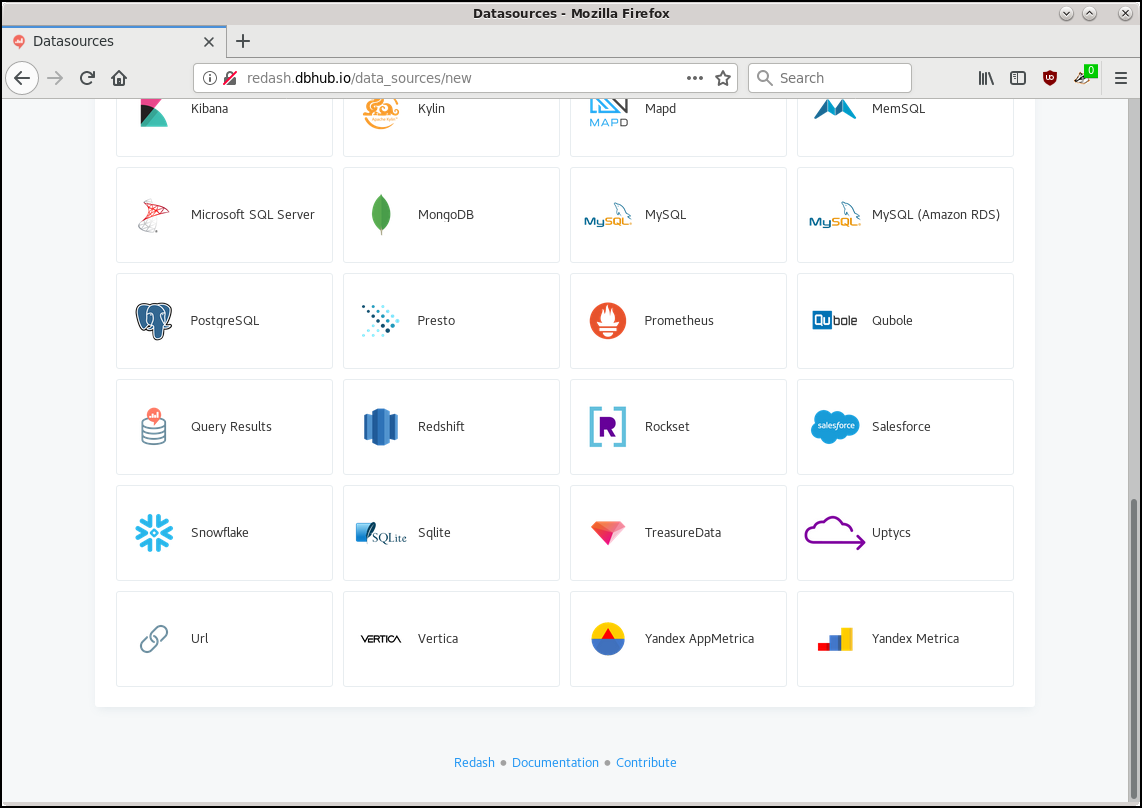 Datasources - Mozilla Firefox
Datasources
redash.dbhub.io/data_sources/new
Search
0
Kibana
Kylin
MAPD
Mapd
MemSQL
Microsoft SQL Server
MongoDB
MySQL
MySQL
MySQL
MySQL (Amazon RDS)
PostgreSQL
Presto
Prometheus
Qubole
Qubole
Query Results
Redshift
R
Rockset
salesforce
Salesforce
Snowflake
SQLite
Sqlite
TreasureData
Uptycs
Url
VERTICA
Vertica
Yandex AppMetrica
Yandex Metrica
Redash ● Documentation ● Contribute